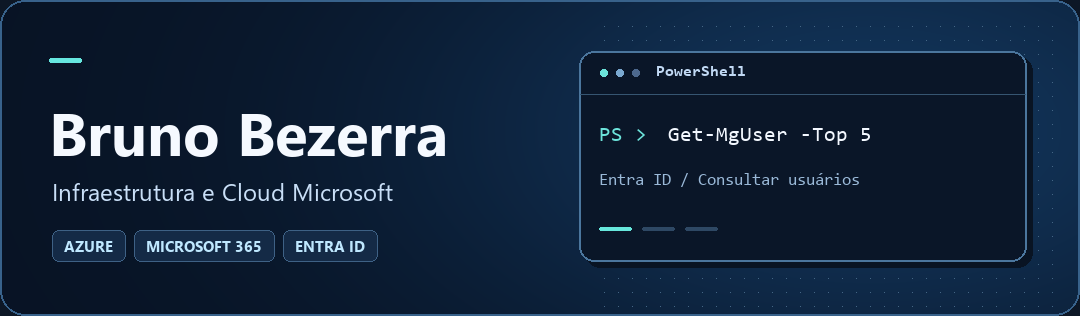 Bruno Bezerra
Infraestrutura e Cloud Microsoft
AZURE
MICROSOFT 365
ENTRA ID
PowerShell
PS > Get-MgUser -Top 5
Entra ID / Consultar usuários